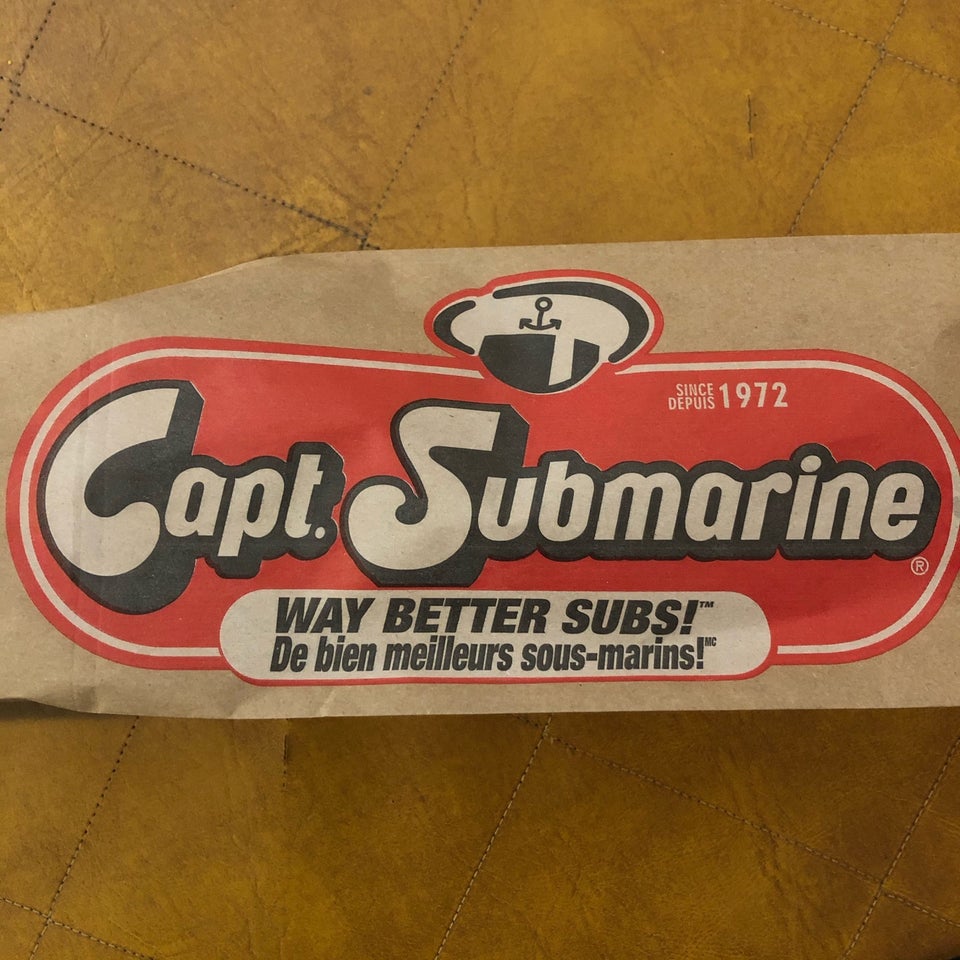 SINCE
DEPUIS 1972
Capt. Submarine®
WAY BETTER SUBS!™
De bien meilleurs sous-marins!MC